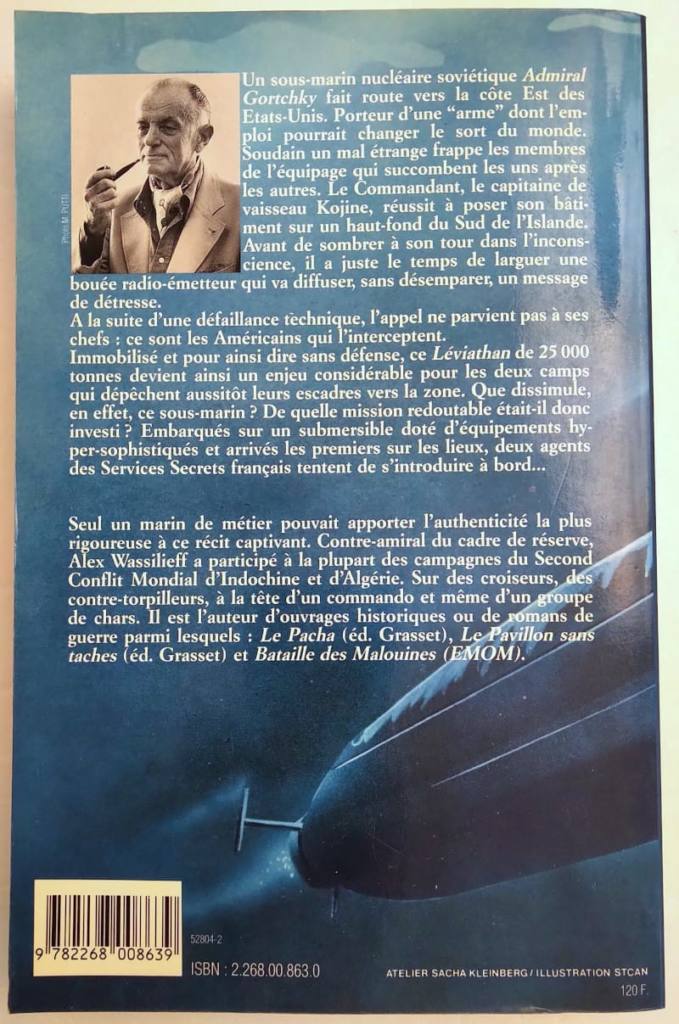 Un sous-marin nucléaire soviétique Admiral
Gortchky fait route vers la côte Est des
Etats-Unis. Porteur d'une “arme” dont l'em-
ploi pourrait changer le sort du monde.
Soudain un mal étrange frappe les membres
de l'équipage qui succombent les uns après
les autres. Le Commandant, le capitaine de
vaisseau Kojine, réussit à poser son bâti-
ment sur un haut-fond du Sud de l'Islande.
Avant de sombrer à son tour dans l'incons-
cience, il a juste le temps de larguer une
bouée radio-émetteur qui va diffuser, sans désemparer, un message
de détresse.
A la suite d'une défaillance technique, l'appel ne parvient pas à ses
chefs : ce sont les Américains qui l'interceptent.
Immobilisé et pour ainsi dire sans défense, ce Léviathan de 25 000
tonnes devient ainsi un enjeu considérable pour les deux camps
qui dépêchent aussitôt leurs escadres vers la zone. Que dissimule,
en effet, ce sous-marin ? De quelle mission redoutable était-il donc
investi ? Embarqués sur un submersible doté d'équipements hy-
per-sophistiqués et arrivés les premiers sur les lieux, deux agents
des Services Secrets français tentent de s'introduire à bord...
Seul un marin de métier pouvait apporter l'authenticité la plus
rigoureuse à ce récit captivant. Contre-amiral du cadre de réserve,
Alex Wassilieff a participé à la plupart des campagnes du Second
Conflit Mondial d'Indochine et d'Algérie. Sur des croiseurs, des
contre-torpilleurs, à la tête d'un commando et même d'un groupe
de chars. Il est l'auteur d'ouvrages historiques ou de romans de
guerre parmi lesquels : Le Pacha (éd. Grasset), Le Pavillon sans
taches (éd. Grasset) et Bataille des Malouines (EMOM).
9 782268 008639
52804-2
ISBN : 2.268.00.863.0
ATELIER SACHA KLEINBERG / ILLUSTRATION STCAN
120 F.